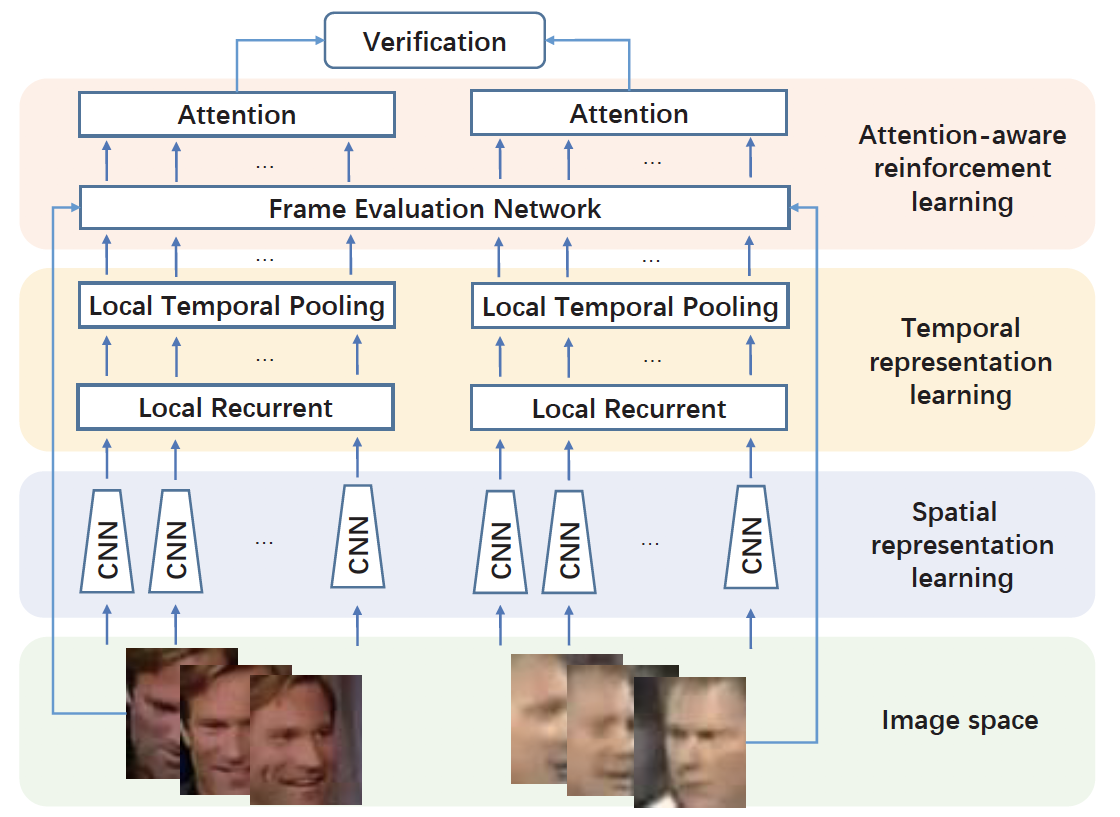 Verification
Attention
Attention
Attention-aware
reinforcement
learning
...
...
Frame Evaluation Network
...
...
Local Temporal Pooling
Local Temporal Pooling
Temporal
representation
learning
...
...
Local Recurrent
Local Recurrent
CNN
CNN
...
CNN
CNN
CNN
...
CNN
Spatial
representation
learning
Image space